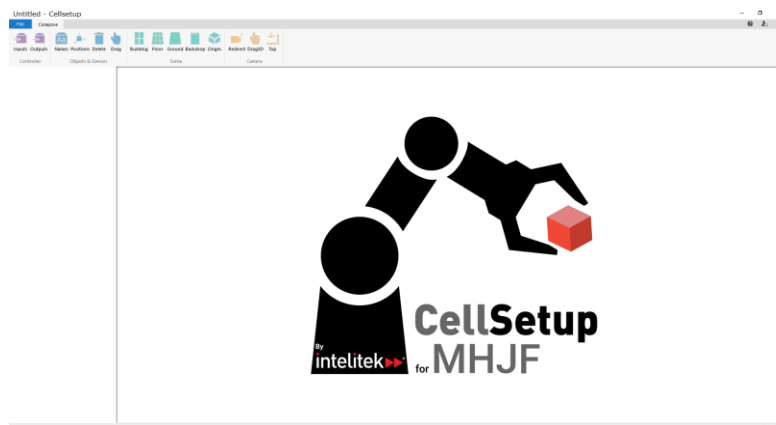 Untitled - Cellsetup
File Compose
Inputs Outputs Names Positions Delete Drag Building Floor Ground Backdrop Origin Redirect Drag3D Top
Controller Objects & Devices Scene Camera
CellSetup
By
intelitek
for MHJF